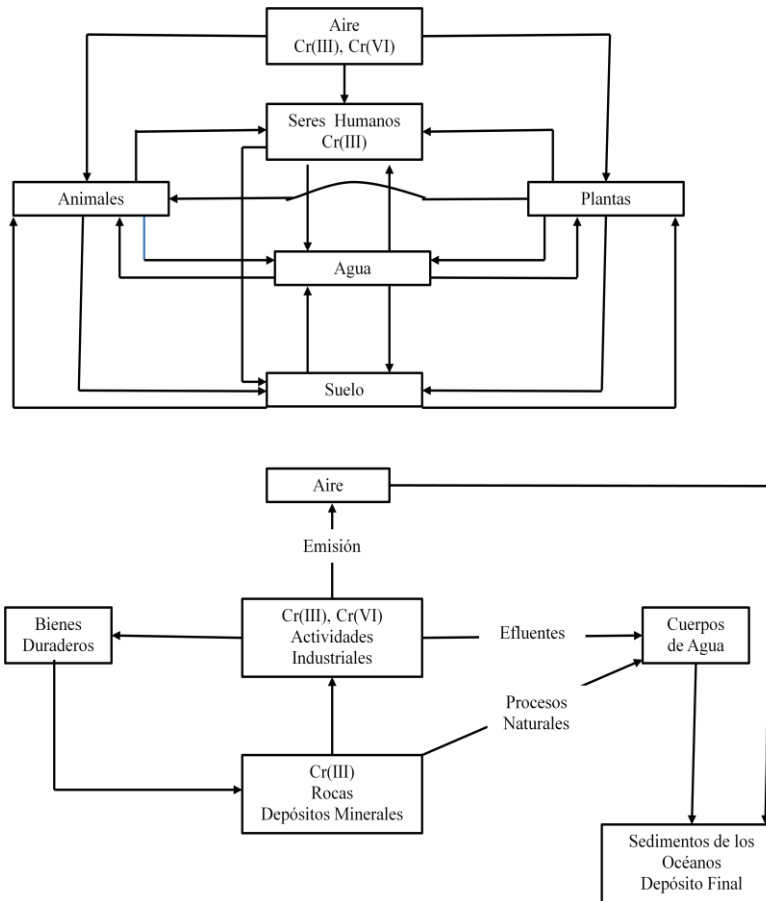 Aire
Cr(III), Cr(VI)
Seres Humanos
Cr(III)
Animales
Plantas
Agua
Suelo
Aire
Emisión
Cr(III), Cr(VI)
Actividades
Industriales
Bienes
Duraderos
Efluentes
Cuerpos
de Agua
Procesos
Naturales
Cr(III)
Rocas
Depósitos Minerales
Sedimentos de los
Océanos
Depósito Final